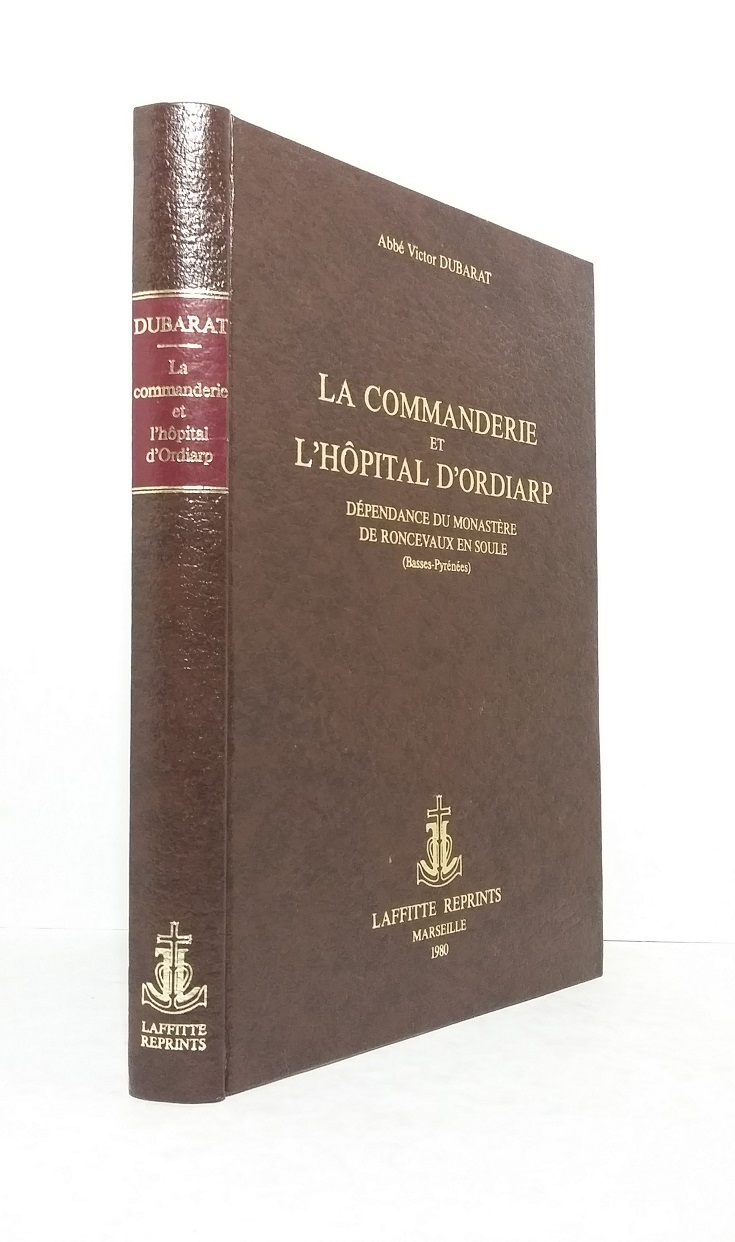 DUBARAT
La
commanderie
et
l'hôpital
d'Ordiarp
LAFFITTE
REPRINTS
Abbé Victor DUBARAT
LA COMMANDERIE
ET
L'HÔPITAL D'ORDIARP
DÉPENDANCE DU MONASTÈRE
DE RONCEVAUX EN SOULE
(Basses-Pyrénées)
LAFFITTE REPRINTS
MARSEILLE
1980